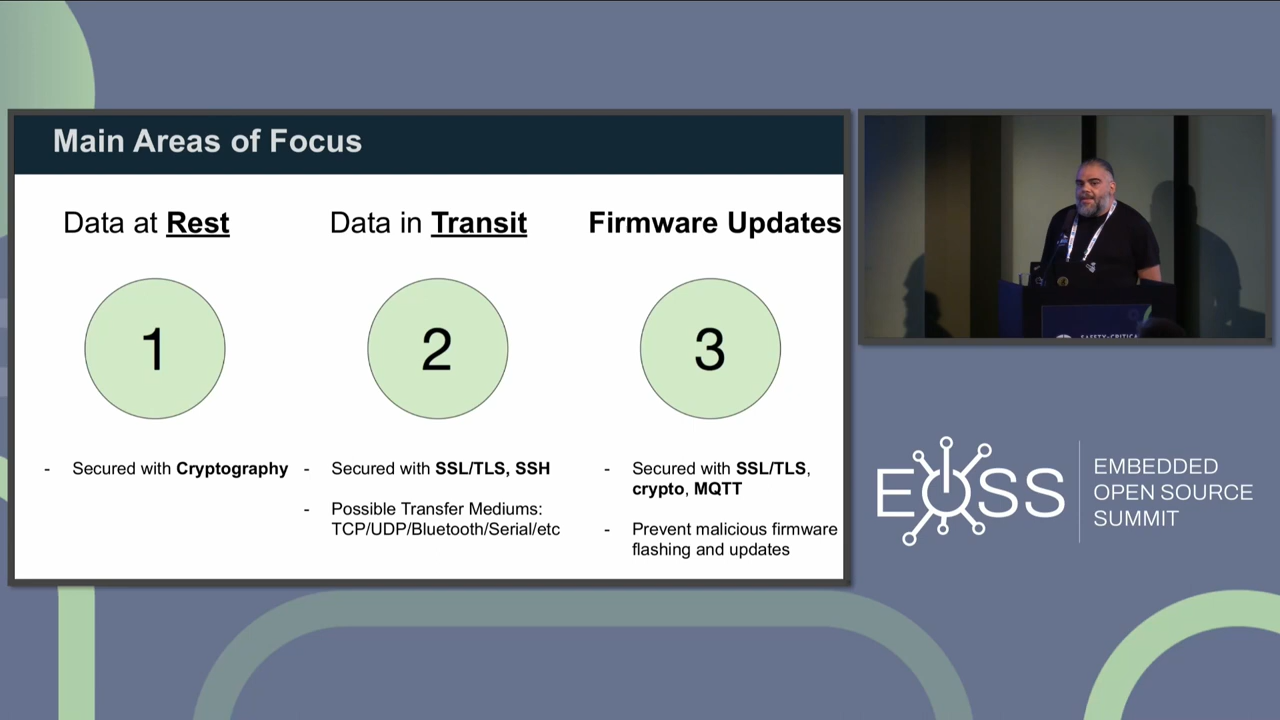 Main Areas of Focus
Data at Rest
Data in Transit
Firmware Updates
1
2
3
- Secured with Cryptography
- Secured with SSL/TLS, SSH
- Possible Transfer Mediums:
TCP/UDP/Bluetooth/Serial/etc
- Secured with SSL/TLS,
crypto, MQTT
- Prevent malicious firmware
flashing and updates
EOSS
EMBEDDED
OPEN SOURCE
SUMMIT